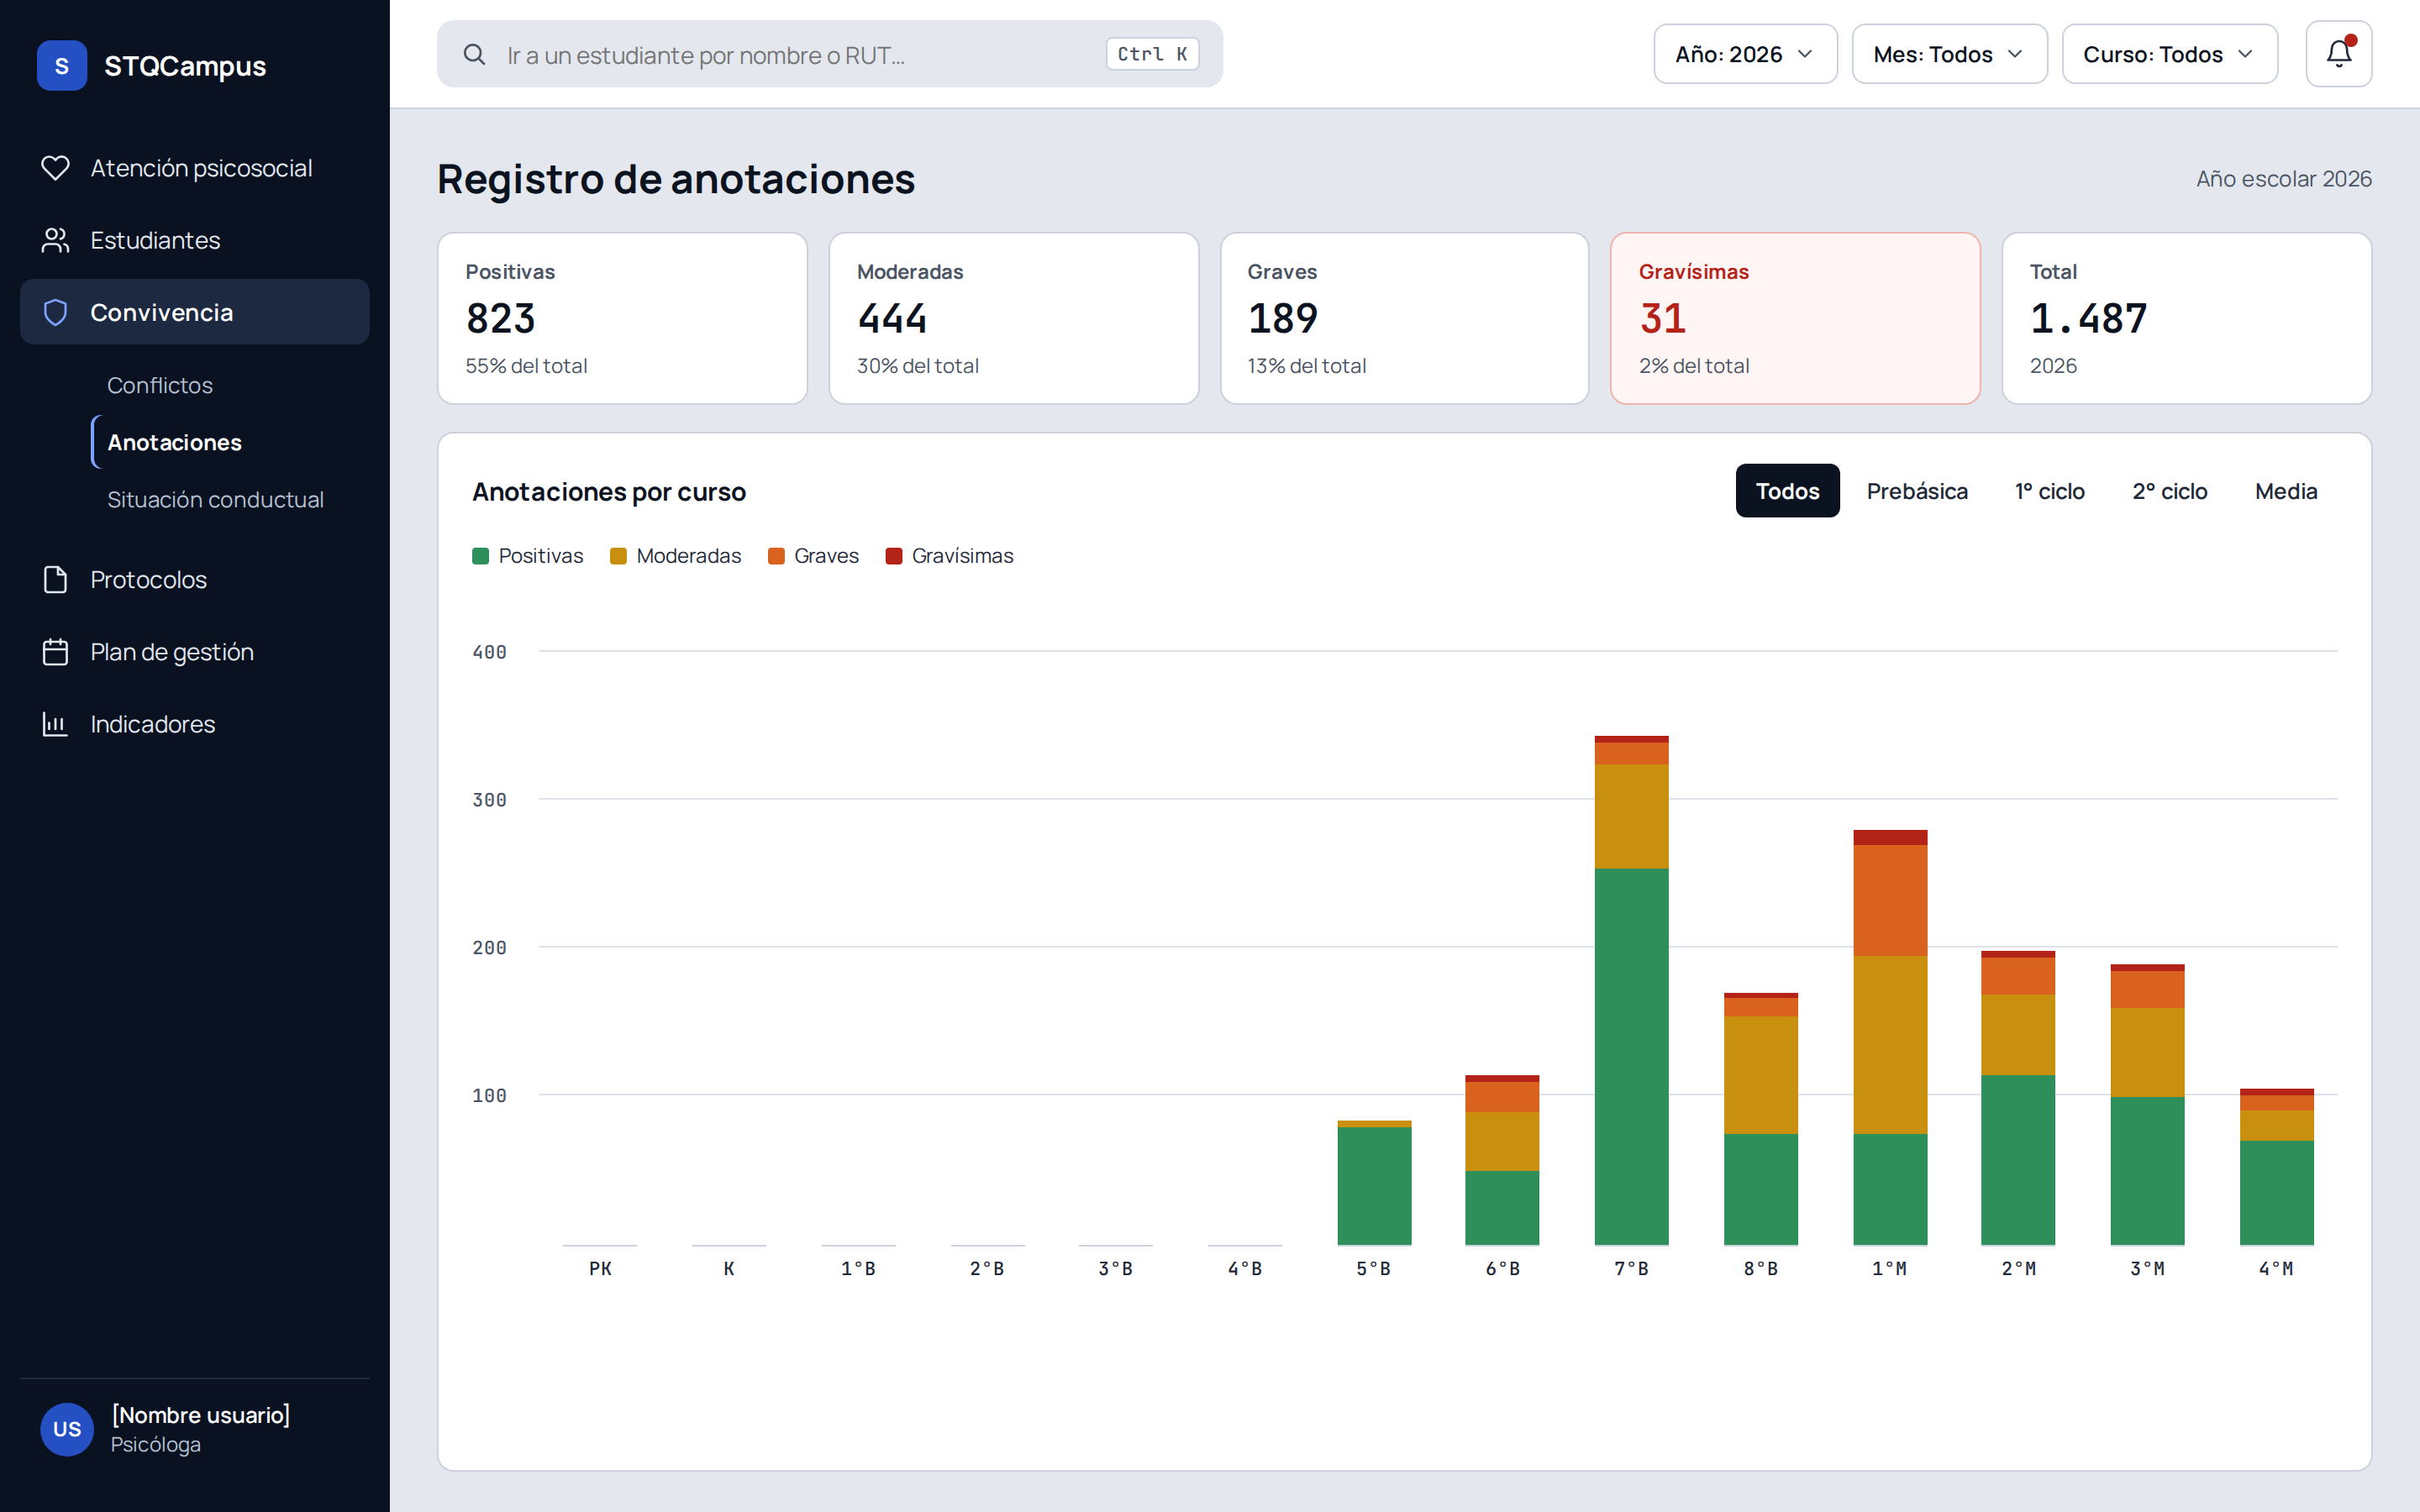 S STQCampus
Ir a un estudiante por nombre o RUT... Ctrl K
Año: 2026 Mes: Todos Curso: Todos
Atención psicosocial
Estudiantes
Convivencia
Conflictos
Anotaciones
Situación conductual
Protocolos
Plan de gestión
Indicadores
US [Nombre usuario]
Psicóloga
Registro de anotaciones
Año escolar 2026
Positivas
823
55% del total
Moderadas
444
30% del total
Graves
189
13% del total
Gravísimas
31
2% del total
Total
1.487
2026
Anotaciones por curso
Todos Prebásica 1° ciclo 2° ciclo Media
Positivas Moderadas Graves Gravísimas
400
300
200
100
PK K 1°B 2°B 3°B 4°B 5°B 6°B 7°B 8°B 1°M 2°M 3°M 4°M